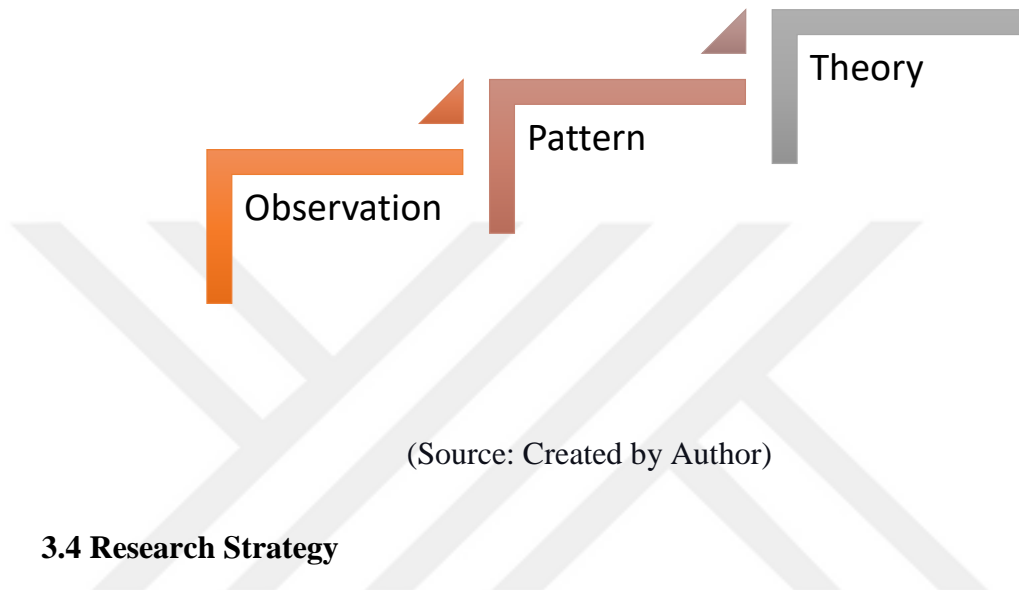 Theory
Pattern
Observation
(Source: Created by Author)
3.4 Research Strategy